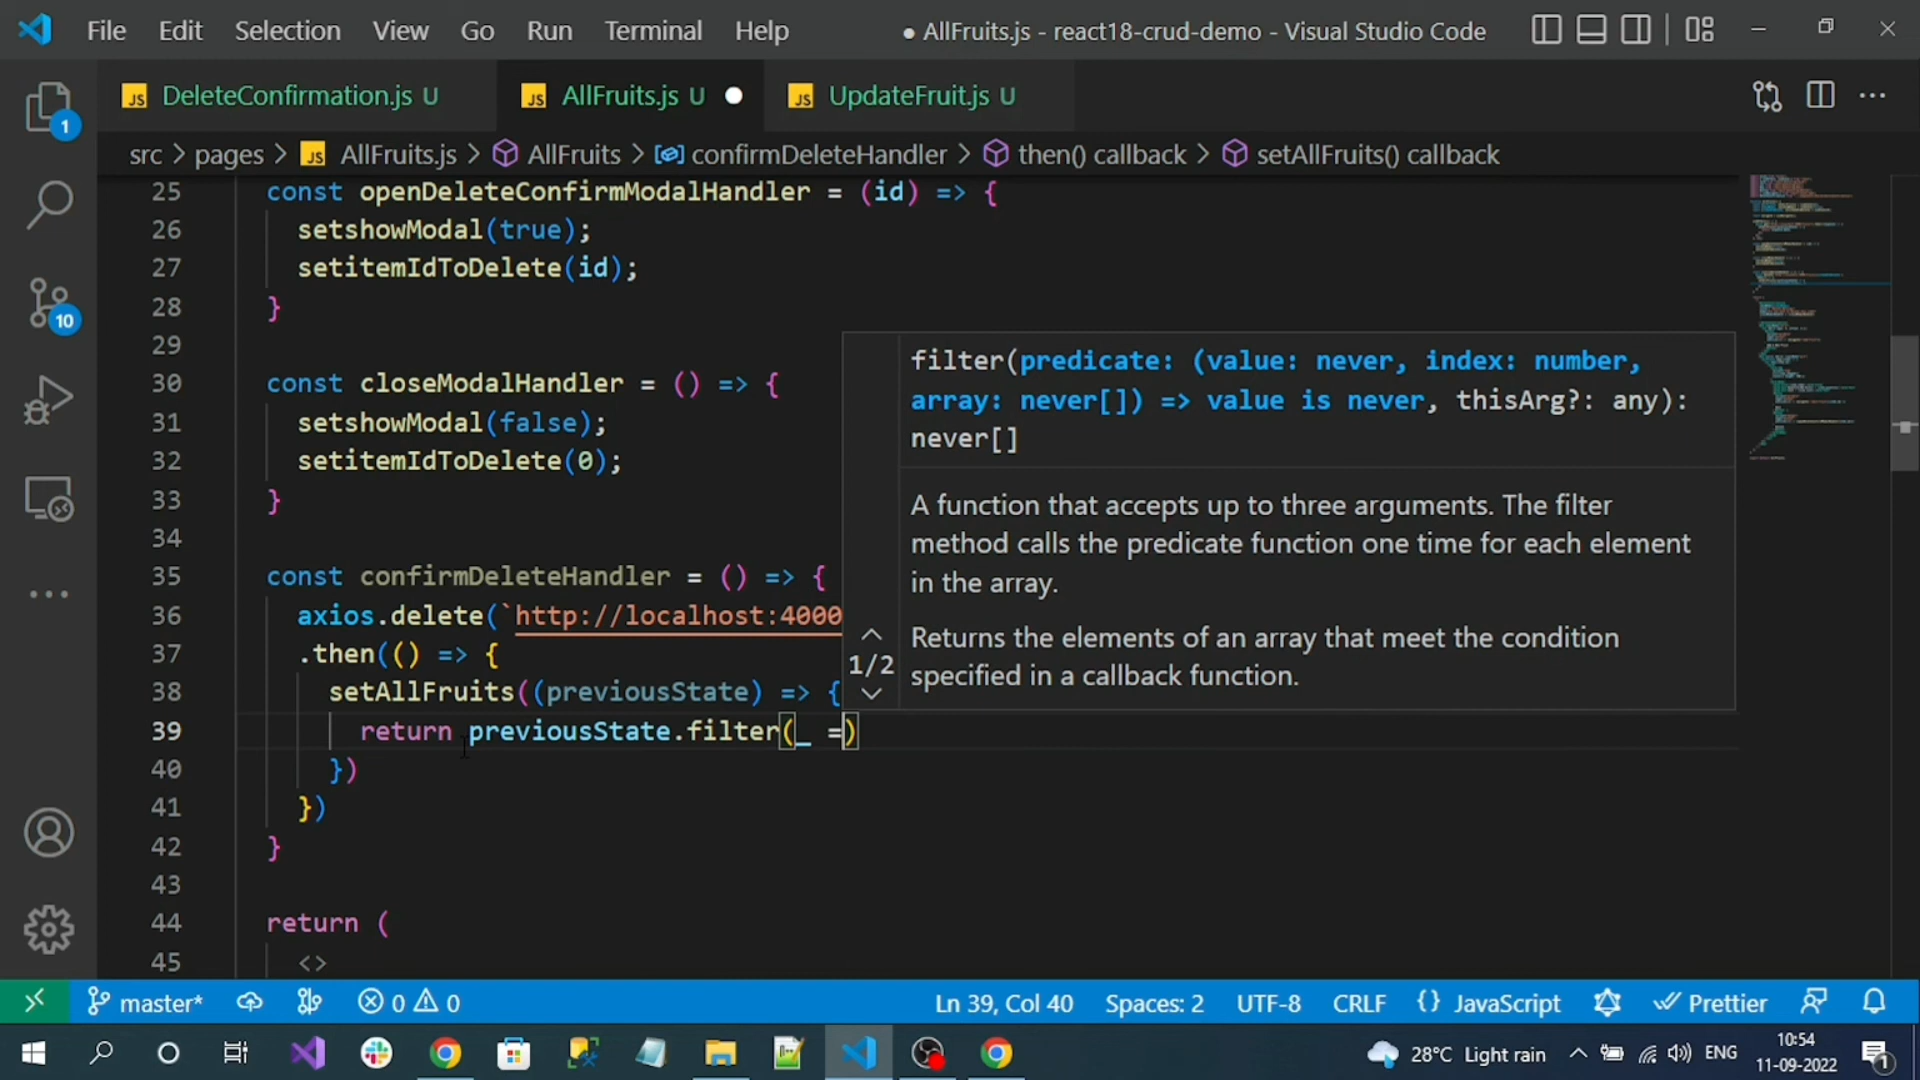 File Edit Selection View Go Run Terminal Help ● AllFruits.js - react18-crud-demo - Visual Studio Code
JS DeleteConfirmation.js U JS AllFruits.js U ● JS UpdateFruit.js U ...
1
src > pages > JS AllFruits.js > AllFruits > confirmDeleteHandler > then() callback > setAllFruits() callback
25 const openDeleteConfirmModalHandler = (id) => {
26 setshowModal(true);
27 setitemIdToDelete(id);
28 }
29
30 const closeModalHandler = () => {
31 setshowModal(false);
32 setitemIdToDelete(0);
33 }
34
35 const confirmDeleteHandler = () => {
36 axios.delete(`http://localhost:4000
37 .then(() => {
38 setAllFruits((previousState) => {
39 return previousState.filter(_ =)
40 })
41 })
42 }
43
44 return (
45 <>
10
filter(predicate: (value: never, index: number,
array: never[]) => value is never, thisArg?: any):
never[]
A function that accepts up to three arguments. The filter
method calls the predicate function one time for each element
in the array.
1/2
Returns the elements of an array that meet the condition
specified in a callback function.
master* 0 0 Ln 39, Col 40 Spaces: 2 UTF-8 CRLF {} JavaScript Prettier
28°C Light rain ENG 10:54
11-09-2022 1